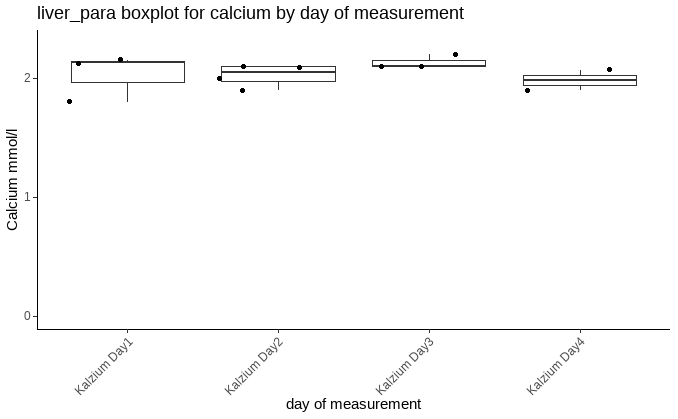 liver_para boxplot for calcium by day of measurement
Calcium mmol/l
2
1
0
Kalzium Day1
Kalzium Day2
Kalzium Day3
Kalzium Day4
day of measurement